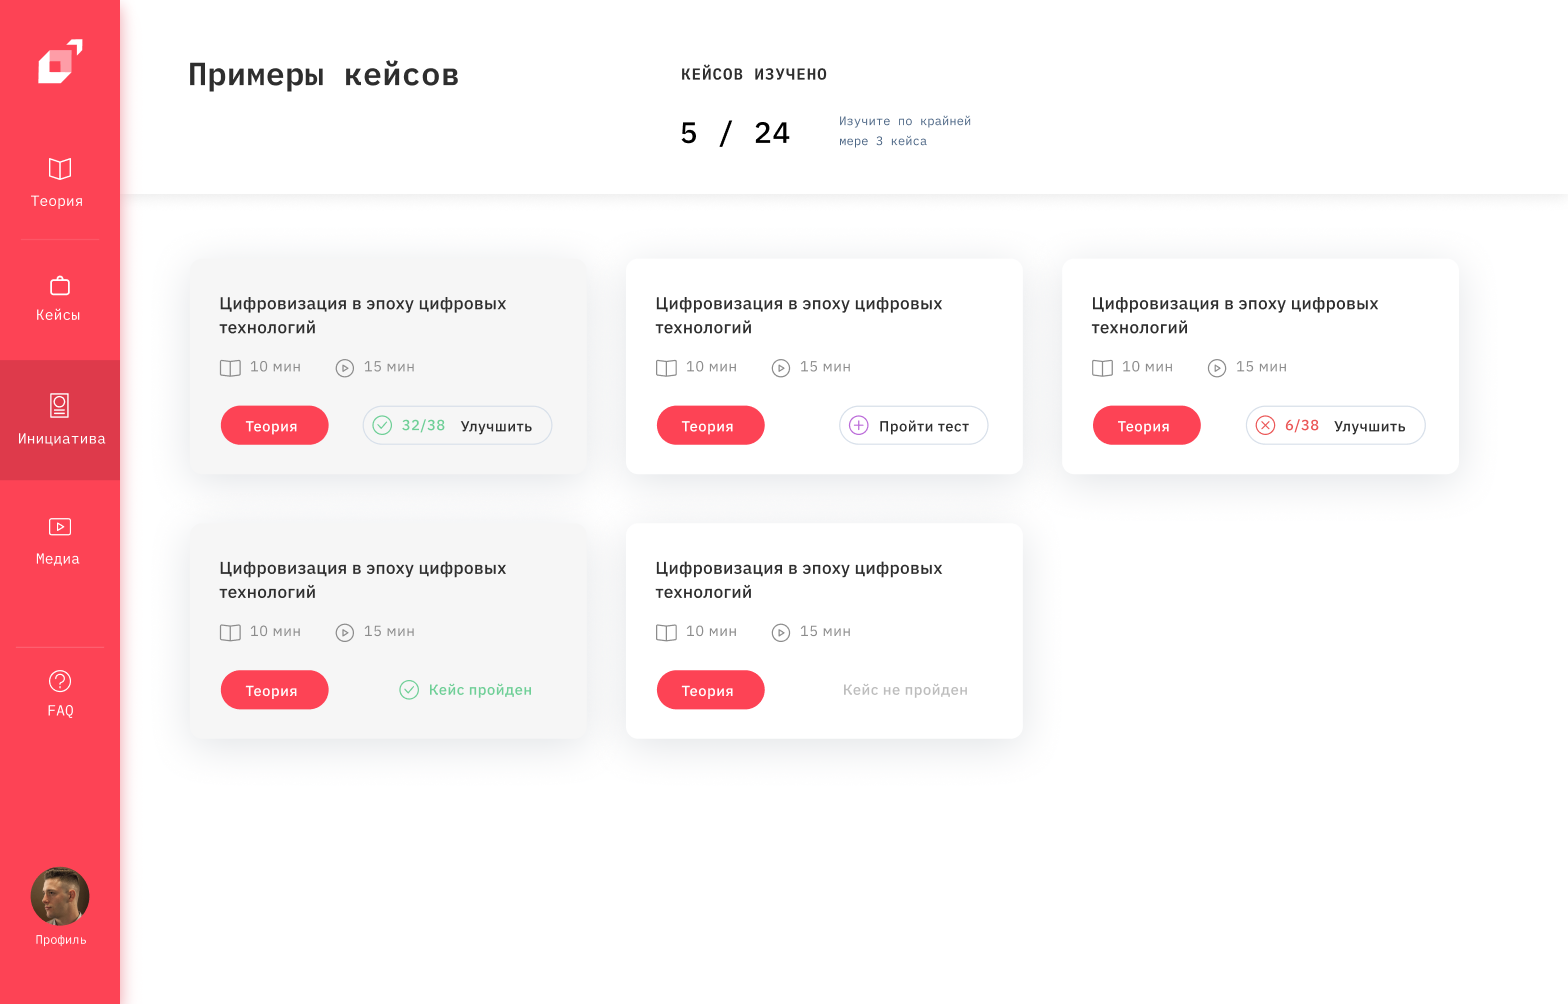 Примеры кейсов
КЕЙСОВ ИЗУЧЕНО
5 / 24
Изучите по крайней
мере 3 кейса
Теория
Кейсы
Инициатива
Медиа
FAQ
Профиль
Цифровизация в эпоху цифровых
технологий
10 мин 15 мин
Теория 32/38 Улучшить
Цифровизация в эпоху цифровых
технологий
10 мин 15 мин
Теория Пройти тест
Цифровизация в эпоху цифровых
технологий
10 мин 15 мин
Теория 6/38 Улучшить
Цифровизация в эпоху цифровых
технологий
10 мин 15 мин
Теория Кейс пройден
Цифровизация в эпоху цифровых
технологий
10 мин 15 мин
Теория Кейс не пройден